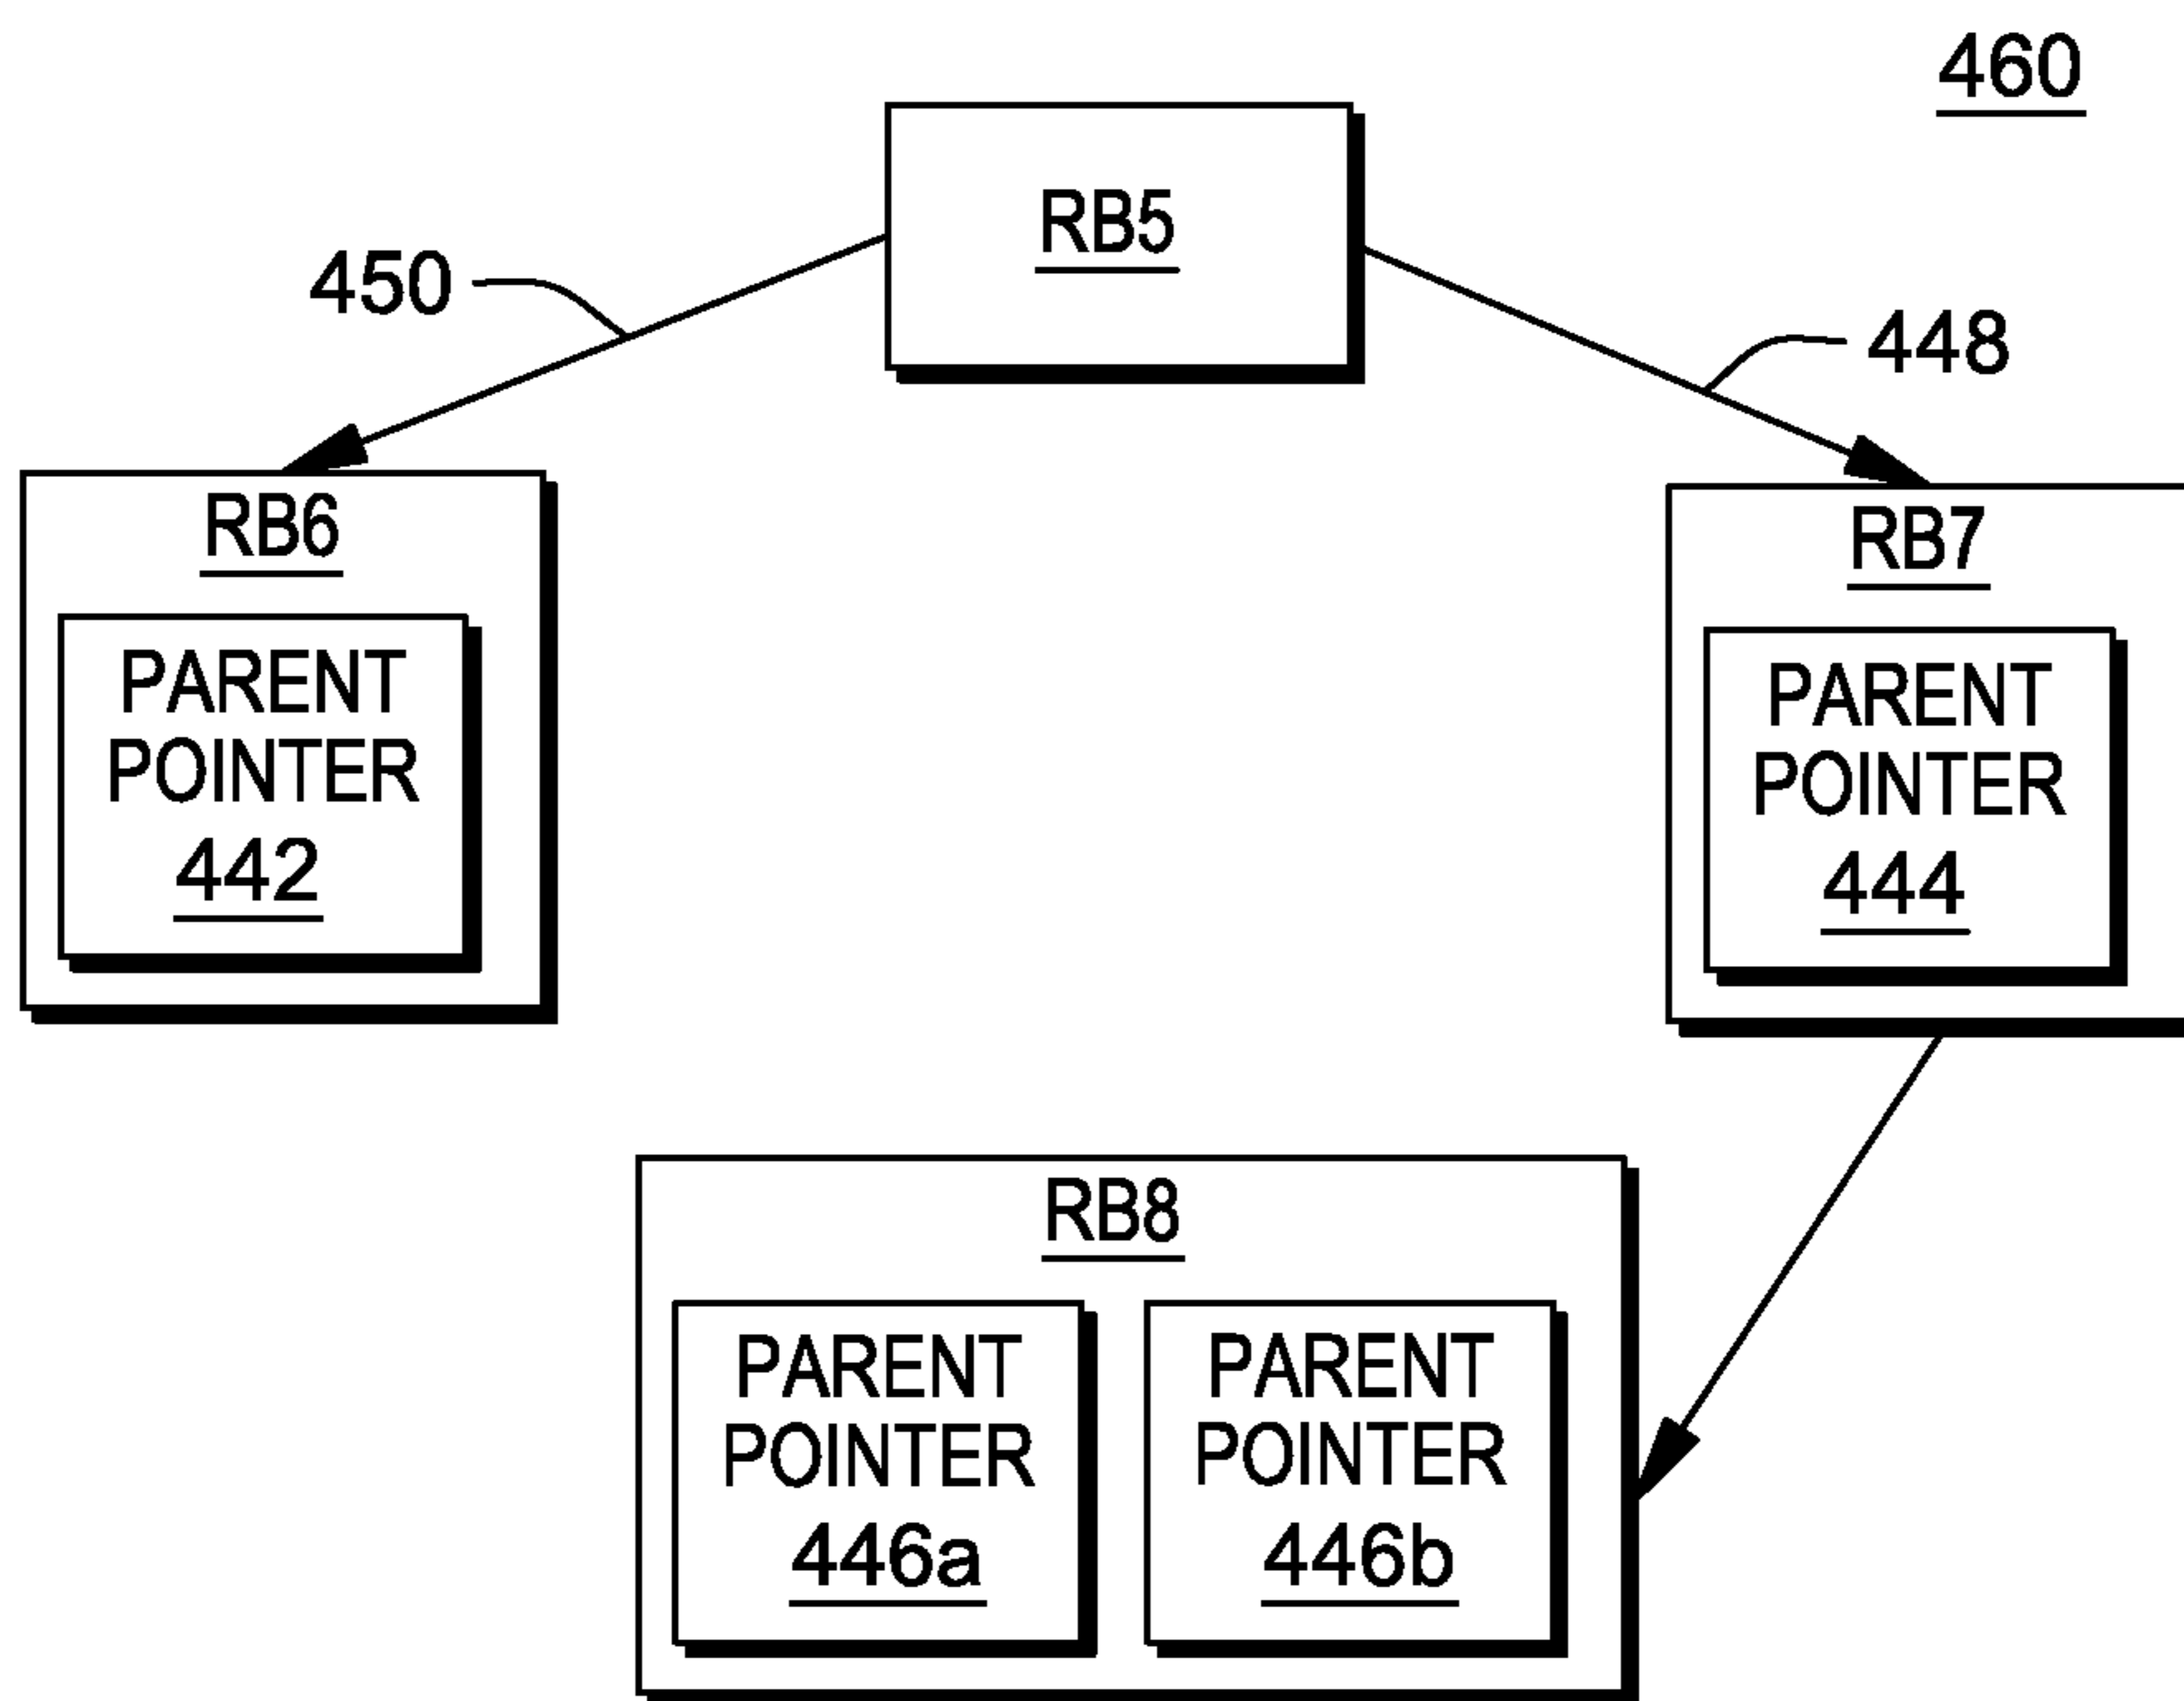 460
RB5
450
448
RB6
PARENT
POINTER
442
RB7
PARENT
POINTER
444
RB8
PARENT
POINTER
446a
PARENT
POINTER
446b